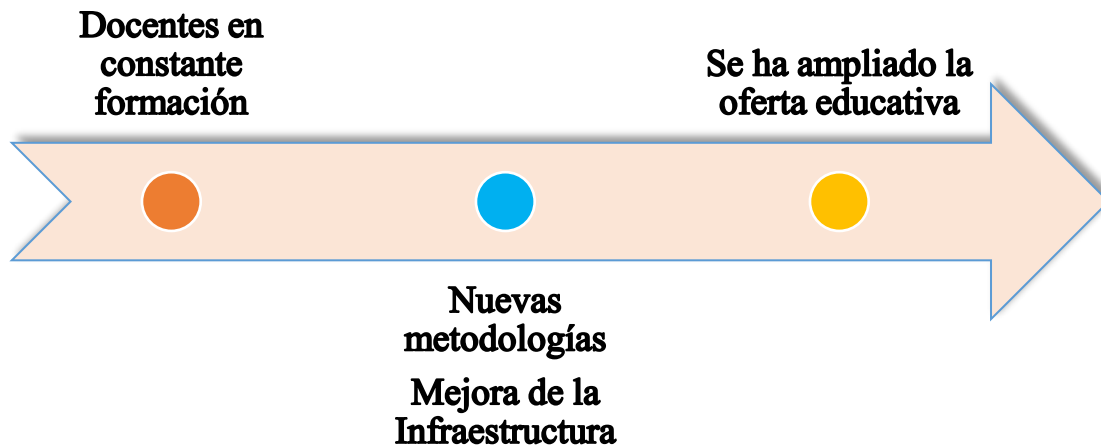 Docentes en
constante
formación
Se ha ampliado la
oferta educativa
Nuevas
metodologías
Mejora de la
Infraestructura